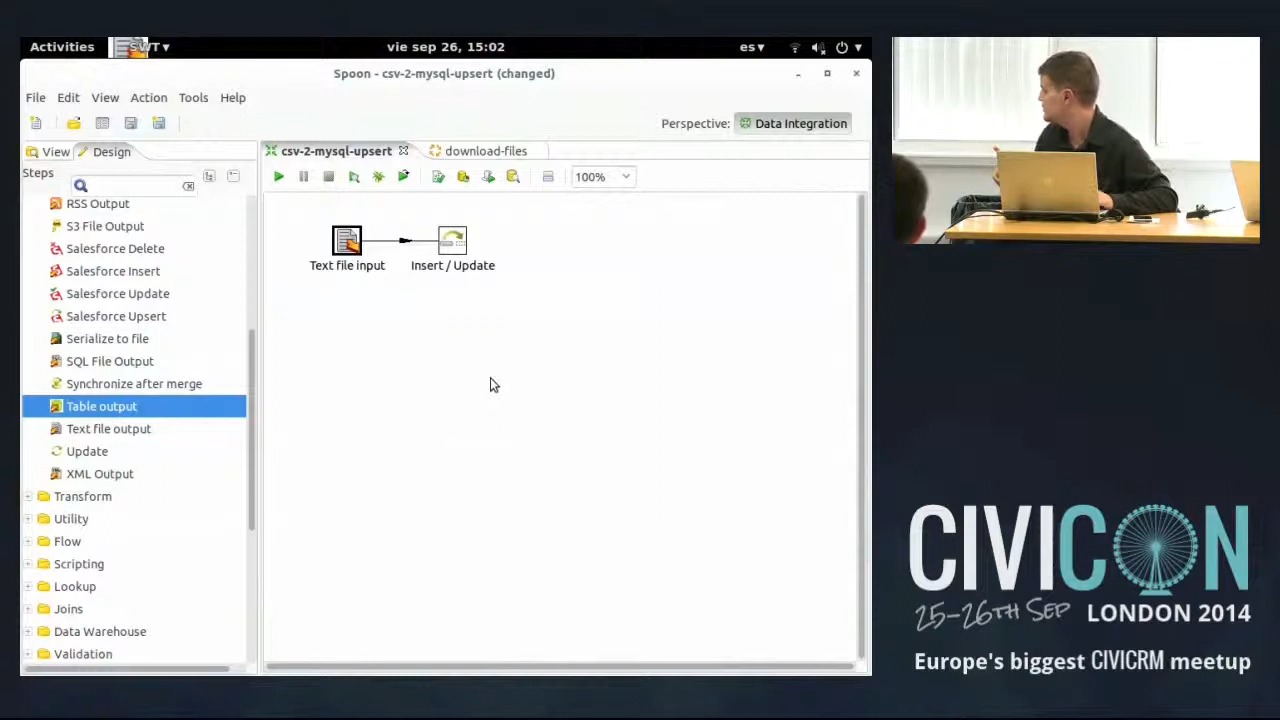 Activities
SWT
vie sep 26, 15:02
es
Spoon - csv-2-mysql-upsert (changed)
File Edit View Action Tools Help
Perspective: Data Integration
View Design
csv-2-mysql-upsert download-files
Steps
100%
RSS Output
S3 File Output
Salesforce Delete
Salesforce Insert
Salesforce Update
Salesforce Upsert
Serialize to file
SQL File Output
Synchronize after merge
Table output
Text file output
Update
XML Output
Transform
Utility
Flow
Scripting
Lookup
Joins
Data Warehouse
Validation
Text file input
Insert / Update
CIVICON
25-26TH SEP LONDON 2014
Europe's biggest CIVICRM meetup